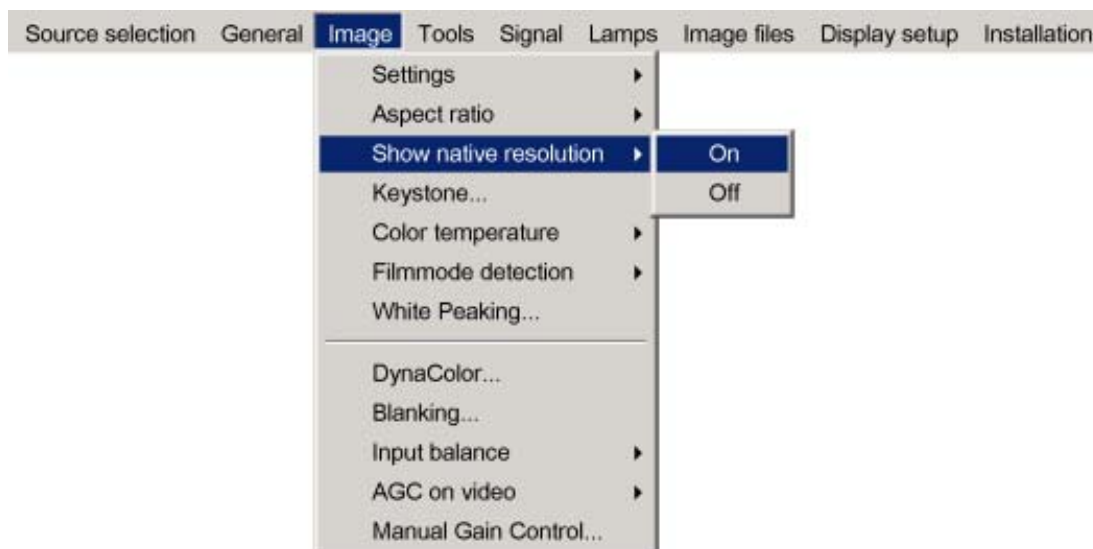 Source selection General Image Tools Signal Lamps Image files Display setup Installation
Settings
Aspect ratio
Show native resolution On
Keystone... Off
Color temperature
Filmmode detection
White Peaking...
DynaColor...
Blanking...
Input balance
AGC on video
Manual Gain Control...